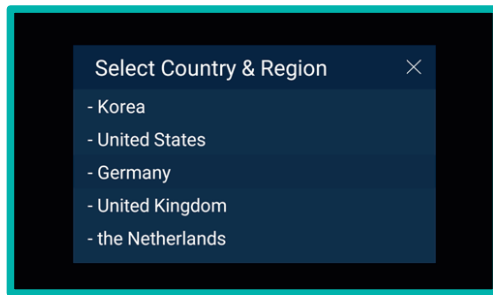 Select Country & Region
- Korea
- United States
- Germany
- United Kingdom
- the Netherlands